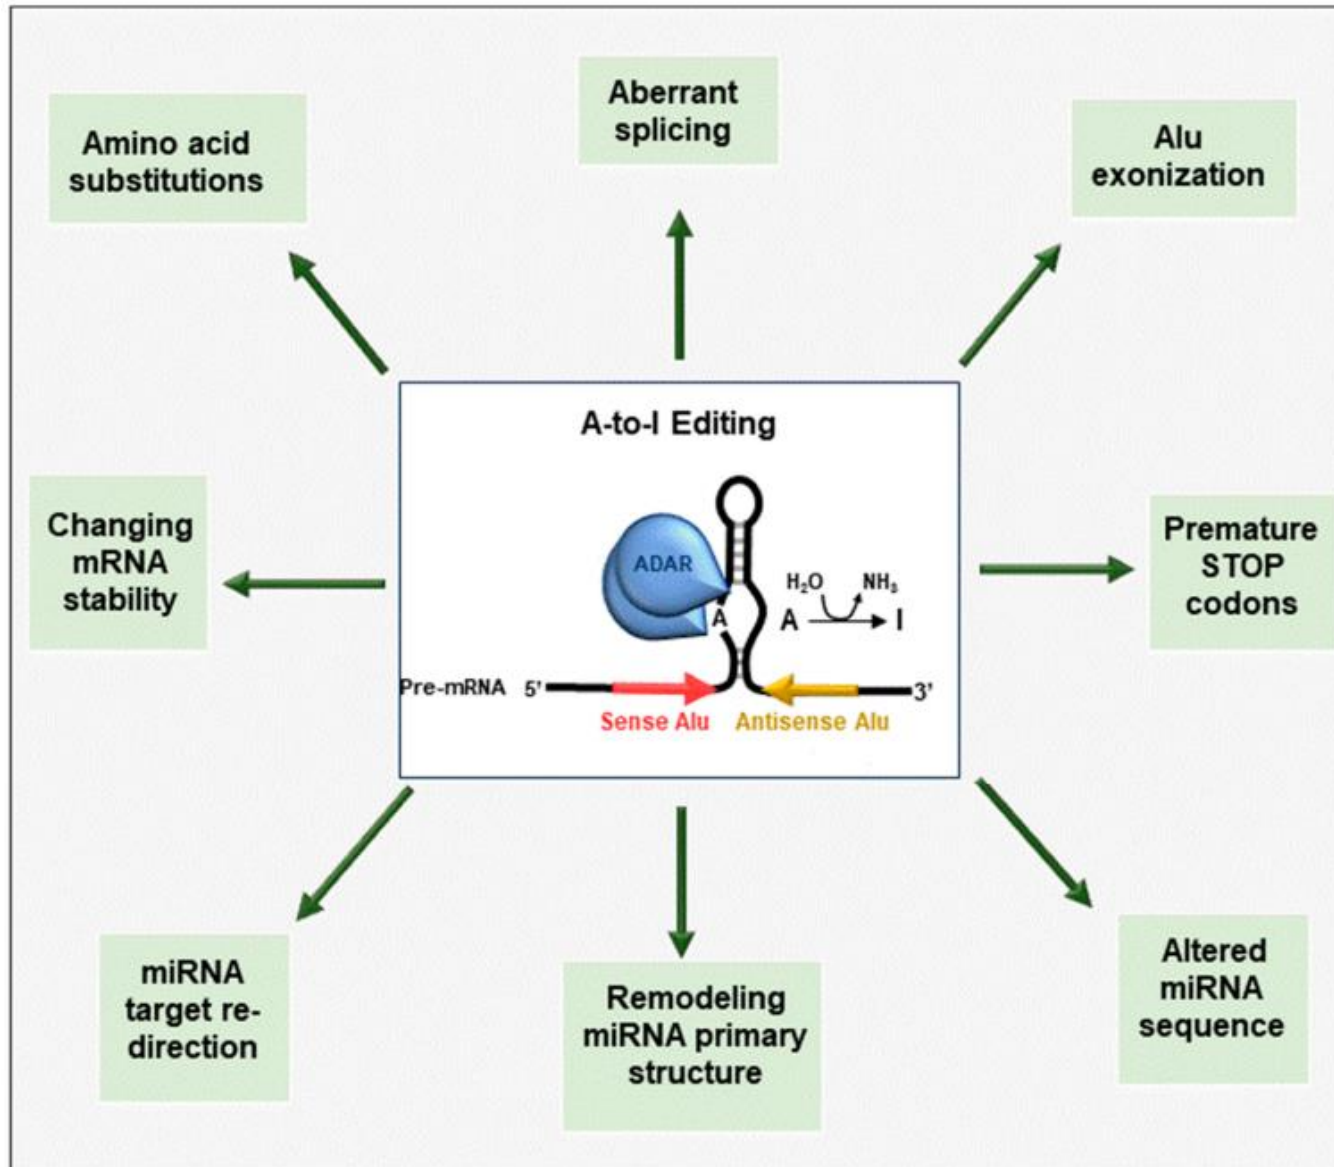 Aberrant
splicing
Amino acid
substitutions
Alu
exonization
A-to-I Editing
ADAR
H₂O NH₃
A
A I
Pre-mRNA 5' 3'
Sense Alu Antisense Alu
Changing
mRNA
stability
Premature
STOP
codons
miRNA
target re-
direction
Remodeling
miRNA primary
structure
Altered
miRNA
sequence